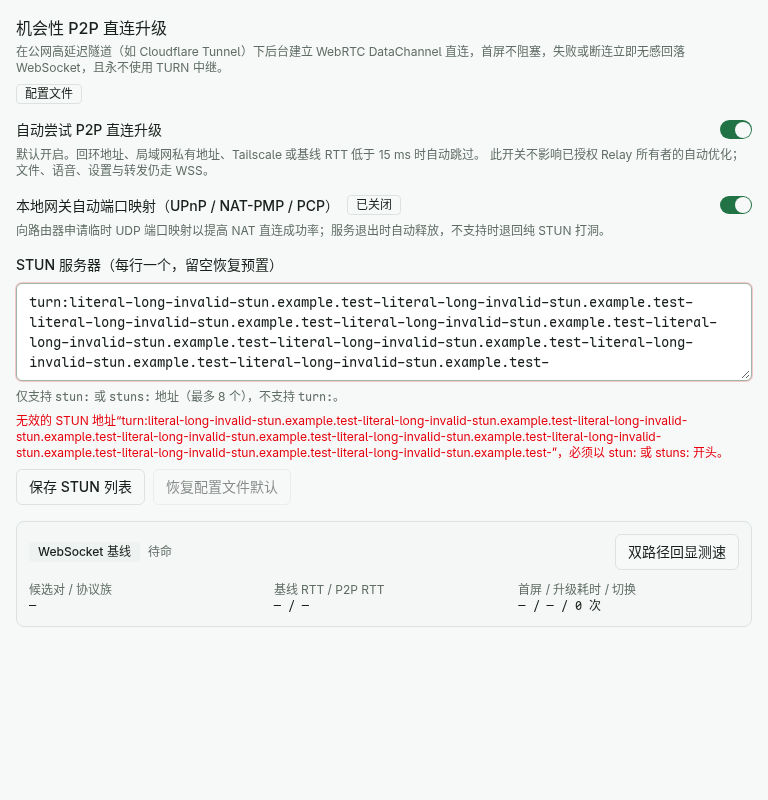 机会性 P2P 直连升级
在公网高延迟隧道（如 Cloudflare Tunnel）下后台建立 WebRTC DataChannel 直连，首屏不阻塞，失败或断连立即无感回落
WebSocket，且永不使用 TURN 中继。
配置文件
自动尝试 P2P 直连升级
默认开启。回环地址、局域网私有地址、Tailscale 或基线 RTT 低于 15 ms 时自动跳过。 此开关不影响已授权 Relay 所有者的自动优化；
文件、语音、设置与转发仍走 WSS。
本地网关自动端口映射（UPnP / NAT-PMP / PCP） 已关闭
向路由器申请临时 UDP 端口映射以提高 NAT 直连成功率；服务退出时自动释放，不支持时退回纯 STUN 打洞。
STUN 服务器（每行一个，留空恢复预置）
turn:literal-long-invalid-stun.example.test-literal-long-invalid-stun.example.test-
literal-long-invalid-stun.example.test-literal-long-invalid-stun.example.test-literal-
long-invalid-stun.example.test-literal-long-invalid-stun.example.test-literal-long-
invalid-stun.example.test-literal-long-invalid-stun.example.test-
仅支持 stun: 或 stuns: 地址（最多 8 个），不支持 turn:。
无效的 STUN 地址“turn:literal-long-invalid-stun.example.test-literal-long-invalid-stun.example.test-literal-long-invalid-
stun.example.test-literal-long-invalid-stun.example.test-literal-long-invalid-stun.example.test-literal-long-invalid-
stun.example.test-literal-long-invalid-stun.example.test-literal-long-invalid-stun.example.test-”，必须以 stun: 或 stuns: 开头。
保存 STUN 列表 恢复配置文件默认
WebSocket 基线 待命 双路径回显测速
候选对 / 协议族 基线 RTT / P2P RTT 首屏 / 升级耗时 / 切换
— — / — — / — / 0 次